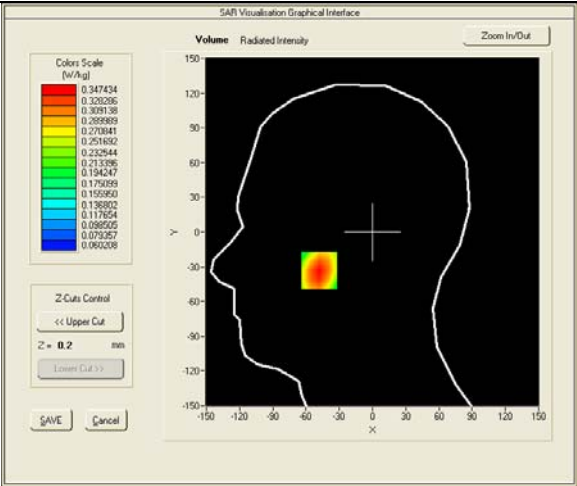 SAR Visualisation Graphical Interface
Volume Radiated Intensity
Zoom In/Out
Colors Scale
(W/kg)
0.347434
0.328286
0.309138
0.289989
0.270841
0.251692
0.232544
0.213396
0.194247
0.175099
0.155950
0.136802
0.117654
0.098505
0.079357
0.060208
Z-Cuts Control
<< Upper Cut
Z = 0.2 mm
Lower Cut >>
SAVE
Cancel
150
120
90
60
30
0
-30
-60
-90
-120
-150
Y
-150 -120 -90 -60 -30 0 30 60 90 120 150
X